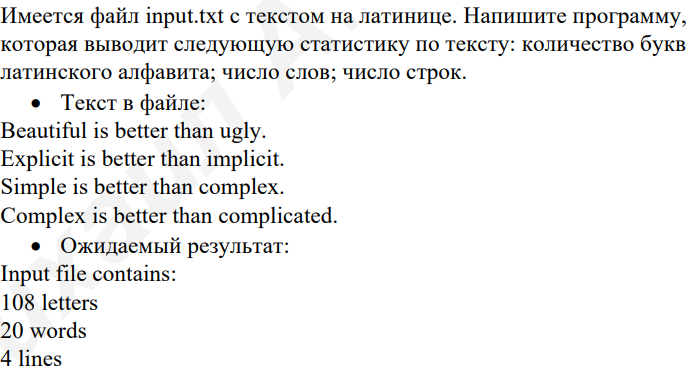 Имеется файл input.txt с текстом на латинице. Напишите программу,
которая выводит следующую статистику по тексту: количество букв
латинского алфавита; число слов; число строк.
• Текст в файле:
Beautiful is better than ugly.
Explicit is better than implicit.
Simple is better than complex.
Complex is better than complicated.
• Ожидаемый результат:
Input file contains:
108 letters
20 words
4 lines